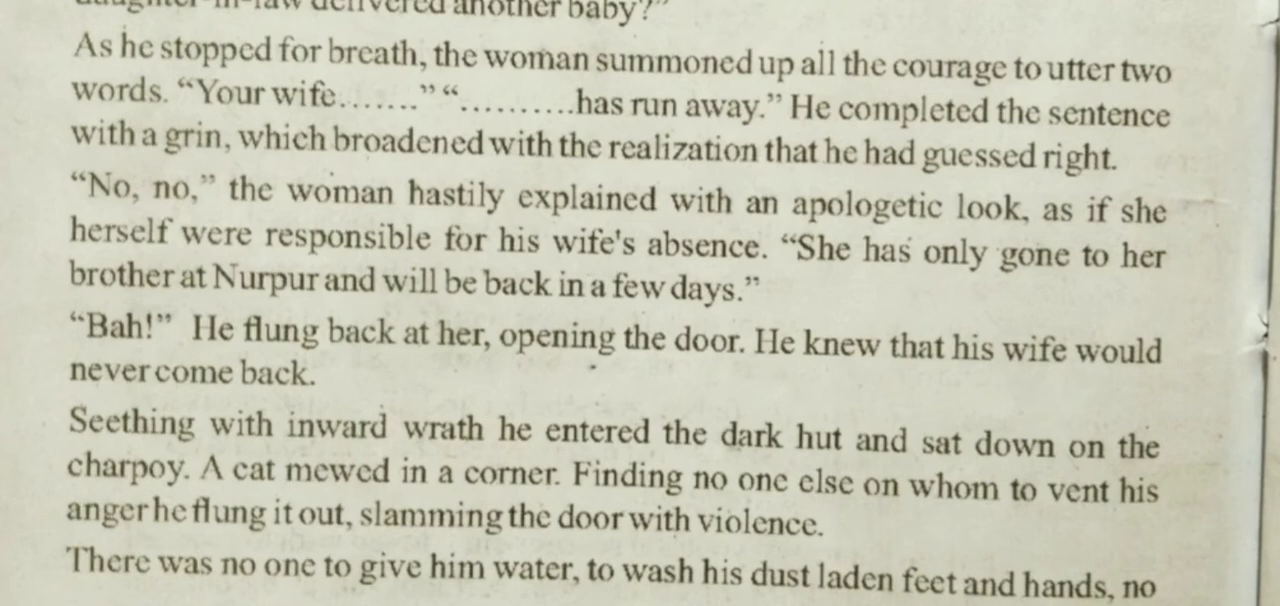 daughter-in-law delivered another baby?"
As he stopped for breath, the woman summoned up all the courage to utter two
words. “Your wife.......” “..........has run away.” He completed the sentence
with a grin, which broadened with the realization that he had guessed right.
“No, no,” the woman hastily explained with an apologetic look, as if she
herself were responsible for his wife's absence. “She has only gone to her
brother at Nurpur and will be back in a few days.”
“Bah!” He flung back at her, opening the door. He knew that his wife would
never come back.
Seething with inward wrath he entered the dark hut and sat down on the
charpoy. A cat mewed in a corner. Finding no one else on whom to vent his
anger he flung it out, slamming the door with violence.
There was no one to give him water, to wash his dust laden feet and hands, no